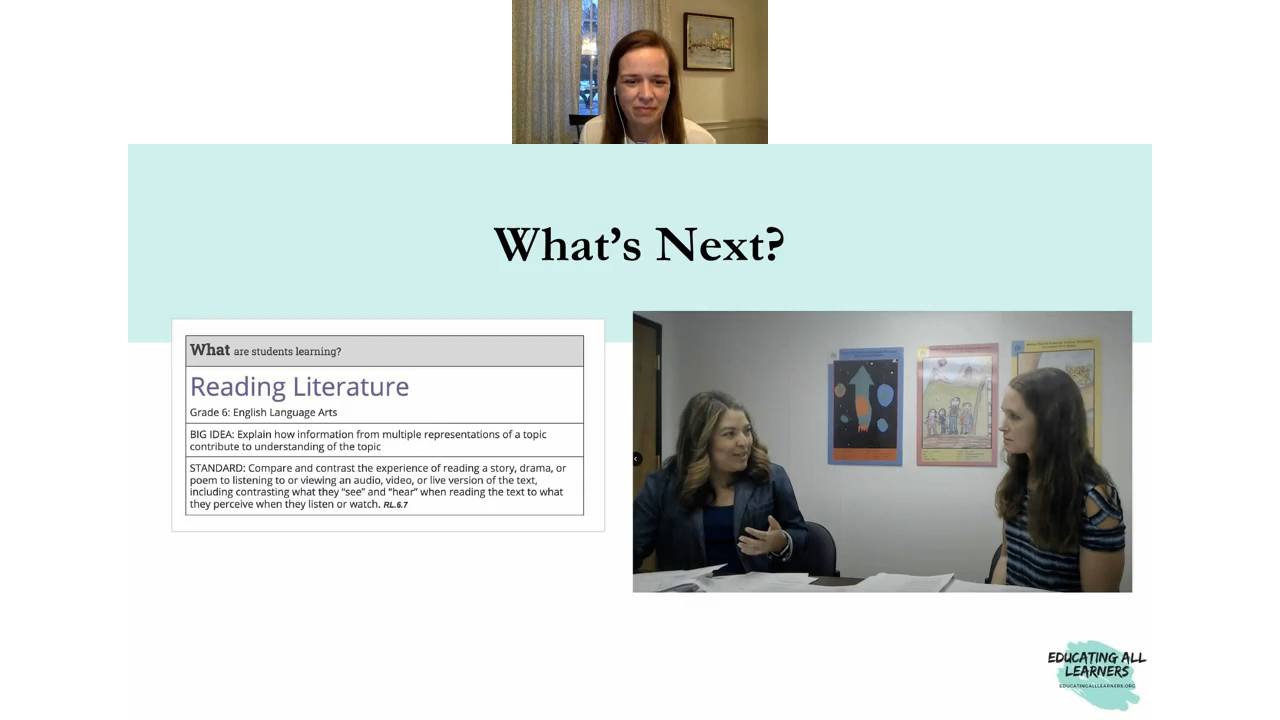 What's Next?
What are students learning?
Reading Literature
Grade 6: English Language Arts
BIG IDEA: Explain how information from multiple representations of a topic
contribute to understanding of the topic
STANDARD: Compare and contrast the experience of reading a story, drama, or
poem to listening to or viewing an audio, video, or live version of the text,
including contrasting what they “see” and “hear” when reading the text to what
they perceive when they listen or watch. RL.6.7
EDUCATING ALL
LEARNERS
EDUCATINGALLLEARNERS.ORG